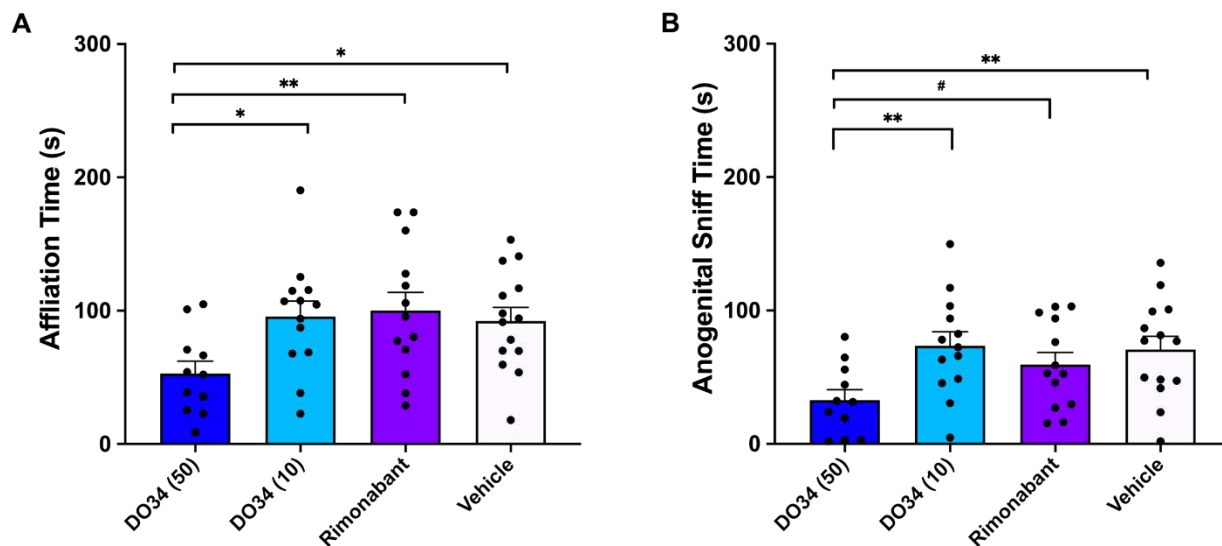 A
Affliation Time (s)
300
200
100
0
*
**
*
DO34 (50)
DO34 (10)
Rimonabant
Vehicle
B
Anogenital Sniff Time (s)
300
200
100
0
**
#
**
DO34 (50)
DO34 (10)
Rimonabant
Vehicle